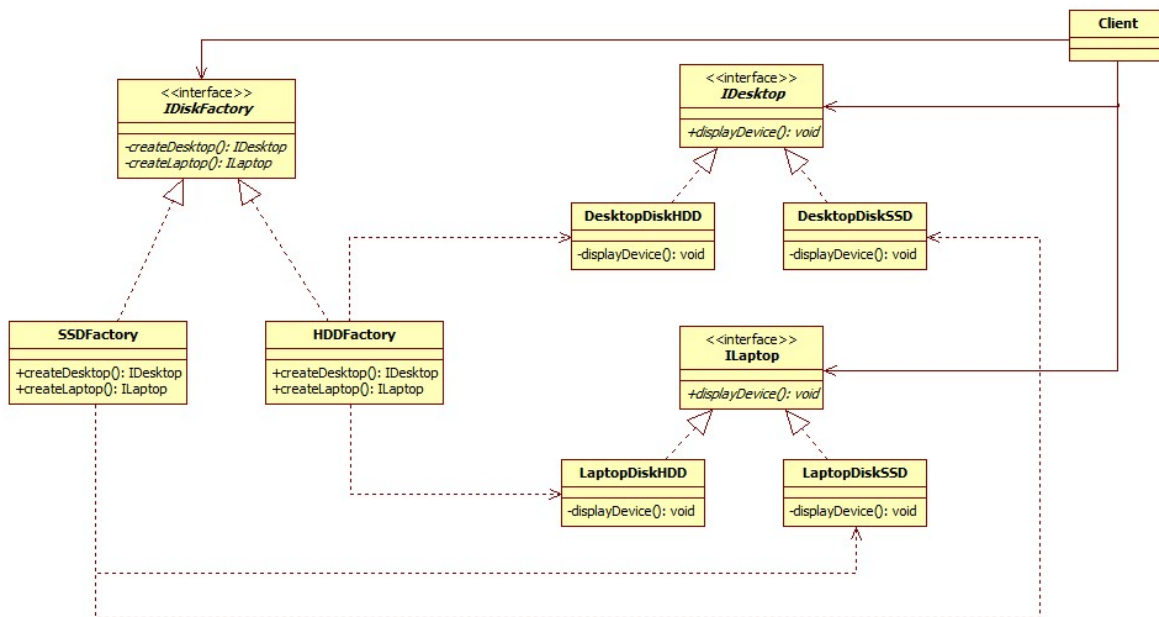 Client
<<interface>>
IDiskFactory
-createDesktop(): IDesktop
-createLaptop(): ILaptop
<<interface>>
IDesktop
+displayDevice(): void
DesktopDiskHDD
-displayDevice(): void
DesktopDiskSSD
-displayDevice(): void
SSDFactory
+createDesktop(): IDesktop
+createLaptop(): ILaptop
HDDFactory
+createDesktop(): IDesktop
+createLaptop(): ILaptop
<<interface>>
ILaptop
+displayDevice(): void
LaptopDiskHDD
-displayDevice(): void
LaptopDiskSSD
-displayDevice(): void